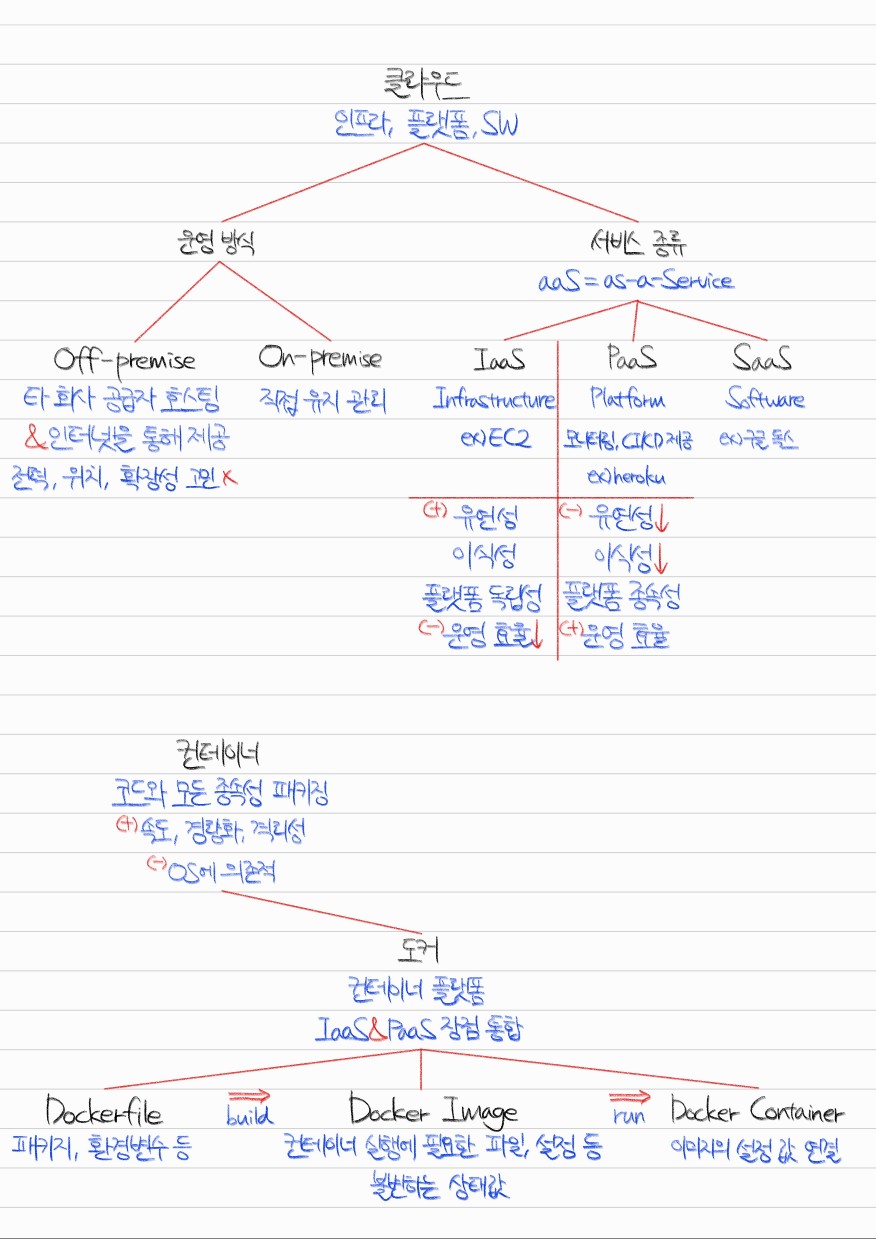 클라우드
인프라, 플랫폼, SW
운영 방식
서비스 종류
aaS = as-a-Service
Off-premise
On-premise
IaaS
PaaS
SaaS
타 회사 공급자 호스팅
직접 유지 관리
Infrastructure
Platform
Software
& 인터넷을 통해 제공
ex) EC2
모니터링, CICD 제공
ex) 구글 독스
전력, 위치, 확장성 고민 X
ex) heroku
(+) 유연성
(-) 유연성↓
이식성
이식성↓
플랫폼 독립성
플랫폼 종속성
(-) 운영 효율↓
(+) 운영 효율
컨테이너
코드와 모든 종속성 패키징
(+) 속도, 경량화, 격리성
(-) OS에 의존적
도커
컨테이너 플랫폼
IaaS & PaaS 장점 통합
Dockerfile
build
Docker Image
run
Docker Container
패키지, 환경변수 등
컨테이너 실행에 필요한 파일, 설정 등
이미지의 설정 값 연결
불변하는 상태값